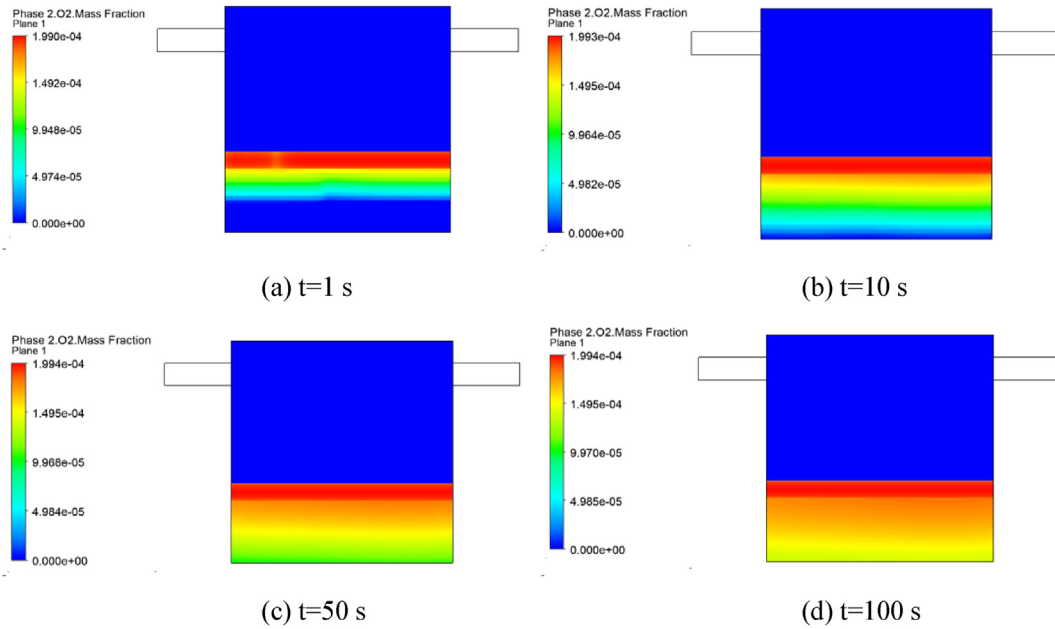 Phase 2.O2.Mass Fraction
Plane 1
1.990e-04
1.492e-04
9.948e-05
4.974e-05
0.000e+00
(a) t=1 s
Phase 2.O2.Mass Fraction
Plane 1
1.993e-04
1.495e-04
9.964e-05
4.982e-05
0.000e+00
(b) t=10 s
Phase 2.O2.Mass Fraction
Plane 1
1.994e-04
1.495e-04
9.968e-05
4.984e-05
0.000e+00
(c) t=50 s
Phase 2.O2.Mass Fraction
Plane 1
1.994e-04
1.495e-04
9.970e-05
4.985e-05
0.000e+00
(d) t=100 s